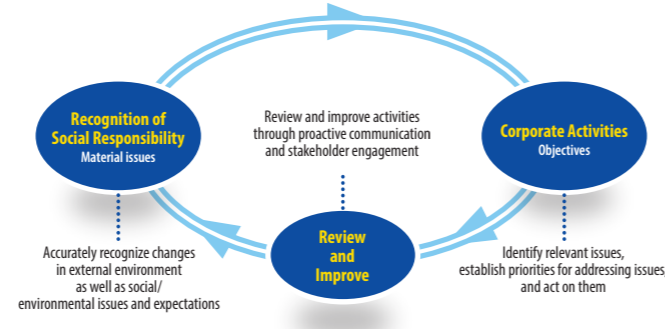 Recognition of
Social Responsibility
Material issues
Review and improve activities
through proactive communication
and stakeholder engagement
Corporate Activities
Objectives
Accurately recognize changes
in external environment
as well as social/
environmental issues and expectations
Review
and
Improve
Identify relevant issues,
establish priorities for addressing issues,
and act on them